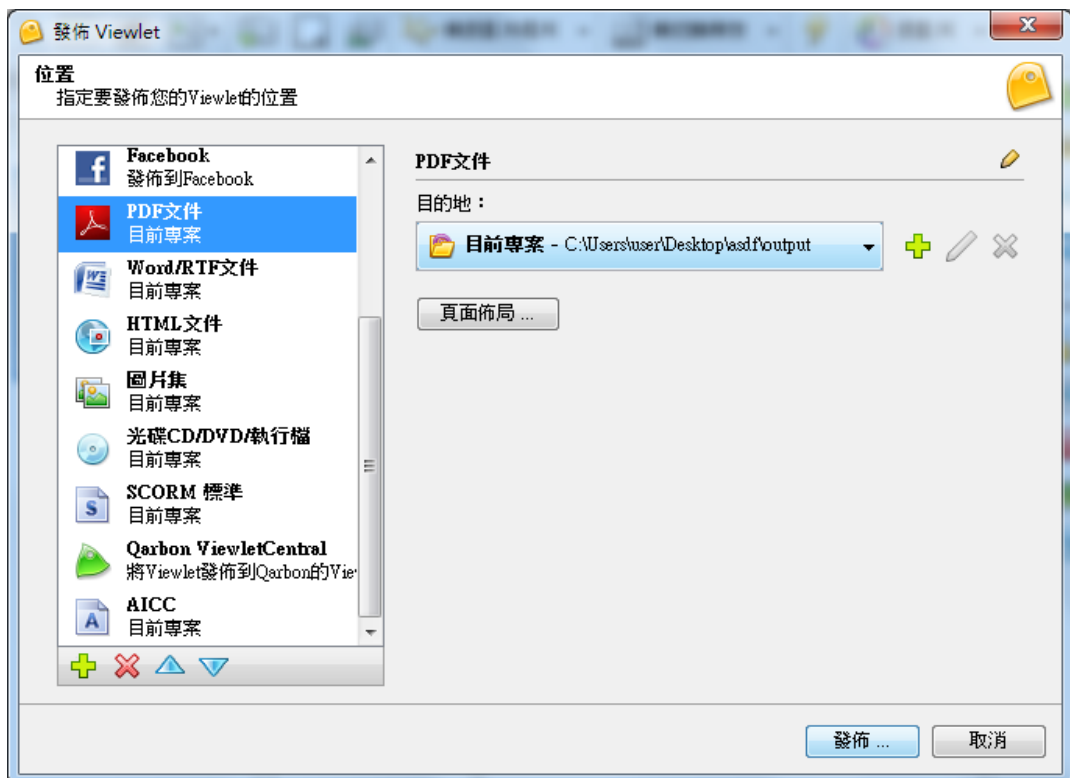 發佈 Viewlet
位置
指定要發佈您的Viewlet的位置
Facebook
發佈到Facebook
PDF文件
目前專案
Word/RTF文件
目前專案
HTML文件
目前專案
圖片集
目前專案
光碟CD/DVD/執行檔
目前專案
SCORM 標準
目前專案
Qarbon ViewletCentral
將Viewlet發佈到Qarbon的Vie
AICC
目前專案
PDF文件
目的地：
目前專案 - C:\Users\user\Desktop\asdf\output
頁面佈局 ...
發佈 ...
取消